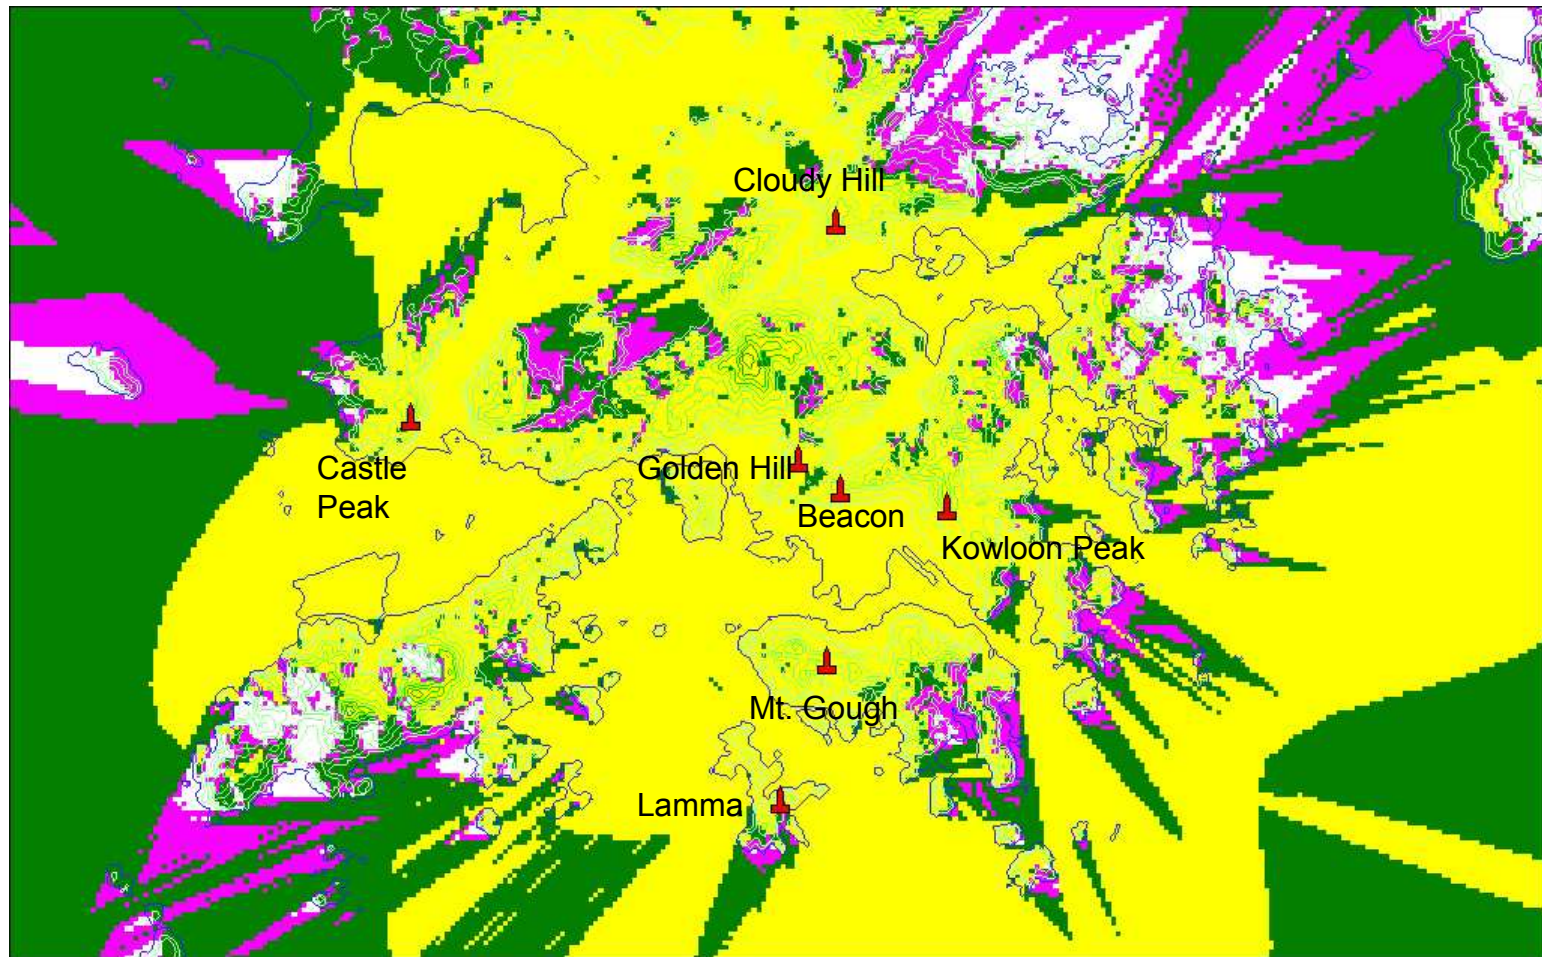 Cloudy Hill
Castle
Peak
Golden Hill
Beacon
Kowloon Peak
Mt. Gough
Lamma